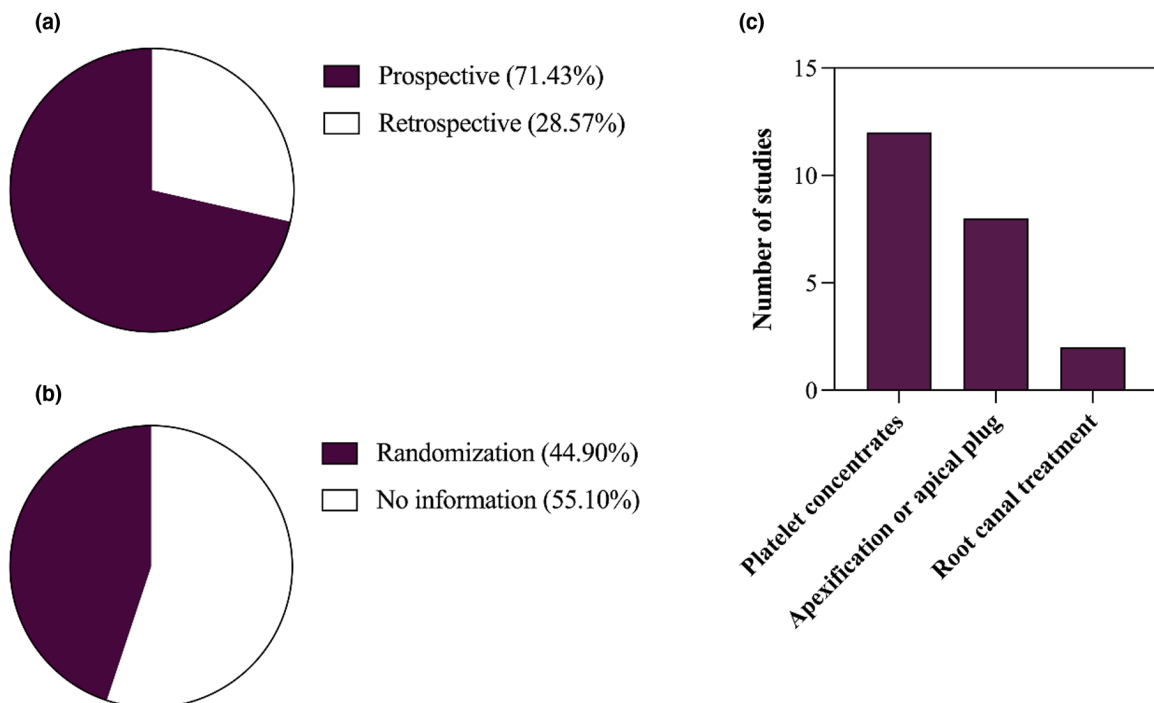 (a)
Prospective (71.43%)
Retrospective (28.57%)
(b)
Randomization (44.90%)
No information (55.10%)
(c)
Number of studies
15
10
5
0
Platelet concentrates
Apexification or apical plug
Root canal treatment